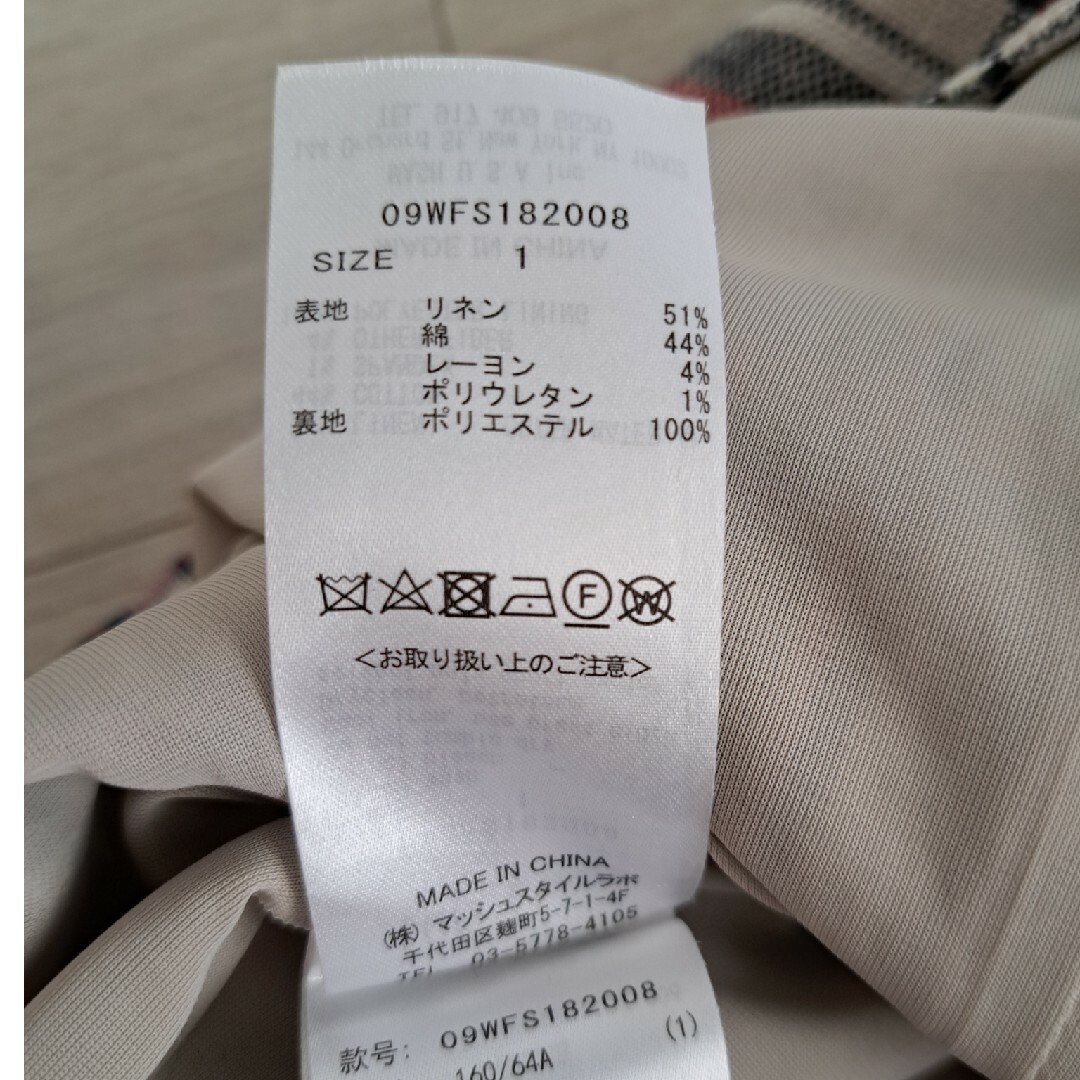 09WFS182008
SIZE 1
表地 リネン 51%
綿 44%
レーヨン 4%
ポリウレタン 1%
裏地 ポリエステル 100%
F W
<お取り扱い上のご注意>
MADE IN CHINA
(株) マッシュスタイルラボ
千代田区麹町5-7-1-4F
TEL 03-5778-4105
款号: 09WFS182008
160/64A (1)